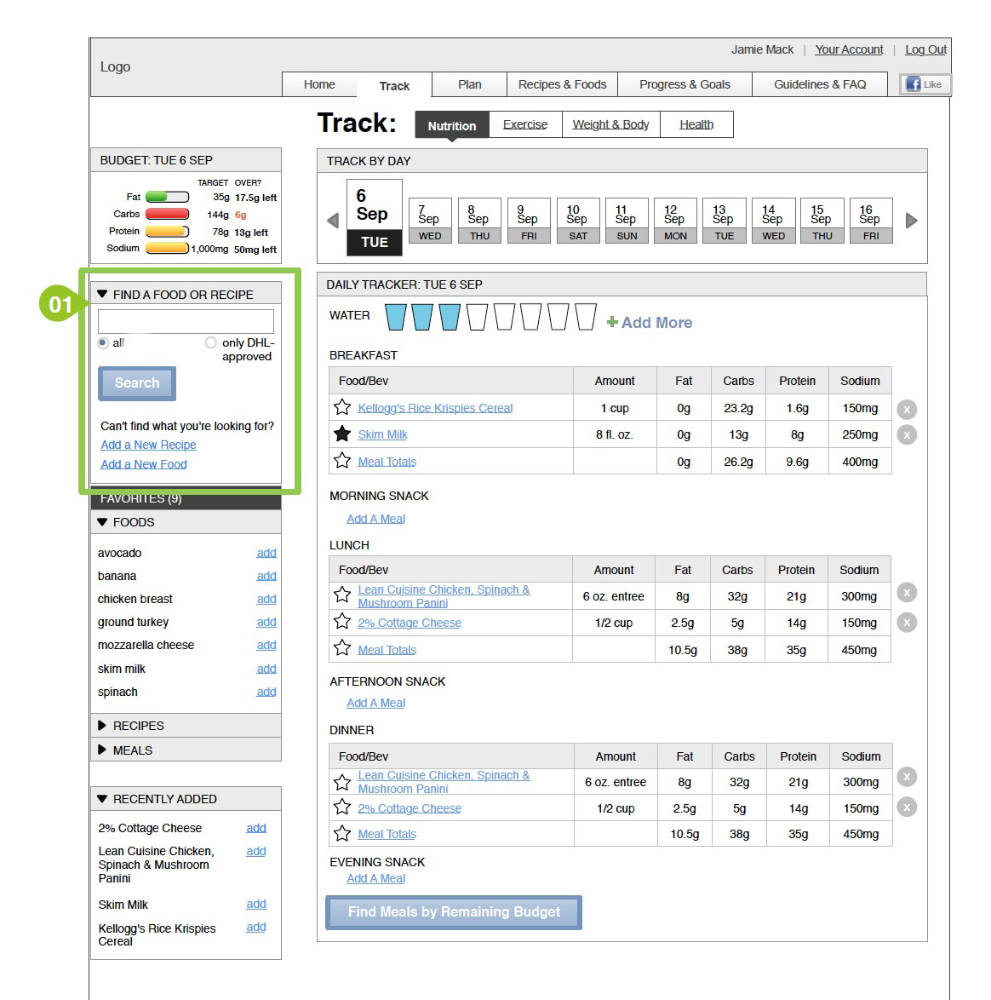 Jamie Mack | Your Account | Log Out
Logo
Home Track Plan Recipes & Foods Progress & Goals Guidelines & FAQ Like
Track: Nutrition Exercise Weight & Body Health
BUDGET: TUE 6 SEP
TARGET OVER?
Fat 35g 17.5g left
Carbs 144g 6g
Protein 78g 13g left
Sodium 1,000mg 50mg left
01
FIND A FOOD OR RECIPE
all only DHL-
approved
Search
Can't find what you're looking for?
Add a New Recipe
Add a New Food
FAVORITES (9)
FOODS
avocado add
banana add
chicken breast add
ground turkey add
mozzarella cheese add
skim milk add
spinach add
RECIPES
MEALS
RECENTLY ADDED
2% Cottage Cheese add
Lean Cuisine Chicken, add
Spinach & Mushroom
Panini
Skim Milk add
Kellogg's Rice Krispies add
Cereal
TRACK BY DAY
6 7 8 9 10 11 12 13 14 15 16
Sep Sep Sep Sep Sep Sep Sep Sep Sep Sep Sep
TUE WED THU FRI SAT SUN MON TUE WED THU FRI
DAILY TRACKER: TUE 6 SEP
WATER + Add More
BREAKFAST
Food/Bev Amount Fat Carbs Protein Sodium
Kellogg's Rice Krispies Cereal 1 cup 0g 23.2g 1.6g 150mg x
Skim Milk 8 fl. oz. 0g 13g 8g 250mg x
Meal Totals 0g 26.2g 9.6g 400mg
MORNING SNACK
Add A Meal
LUNCH
Food/Bev Amount Fat Carbs Protein Sodium
Lean Cuisine Chicken, Spinach &
Mushroom Panini 6 oz. entree 8g 32g 21g 300mg x
2% Cottage Cheese 1/2 cup 2.5g 5g 14g 150mg x
Meal Totals 10.5g 38g 35g 450mg
AFTERNOON SNACK
Add A Meal
DINNER
Food/Bev Amount Fat Carbs Protein Sodium
Lean Cuisine Chicken, Spinach &
Mushroom Panini 6 oz. entree 8g 32g 21g 300mg x
2% Cottage Cheese 1/2 cup 2.5g 5g 14g 150mg x
Meal Totals 10.5g 38g 35g 450mg
EVENING SNACK
Add A Meal
Find Meals by Remaining Budget